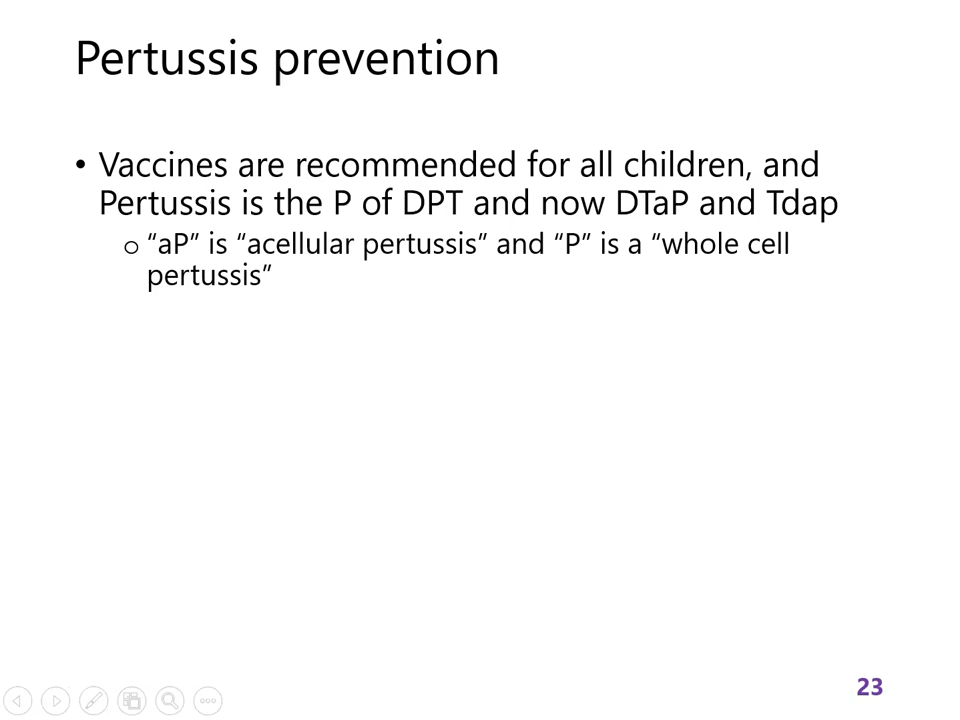 Pertussis prevention
• Vaccines are recommended for all children, and
Pertussis is the P of DPT and now DTaP and Tdap
o “aP” is “acellular pertussis” and “P” is a “whole cell
pertussis”
23